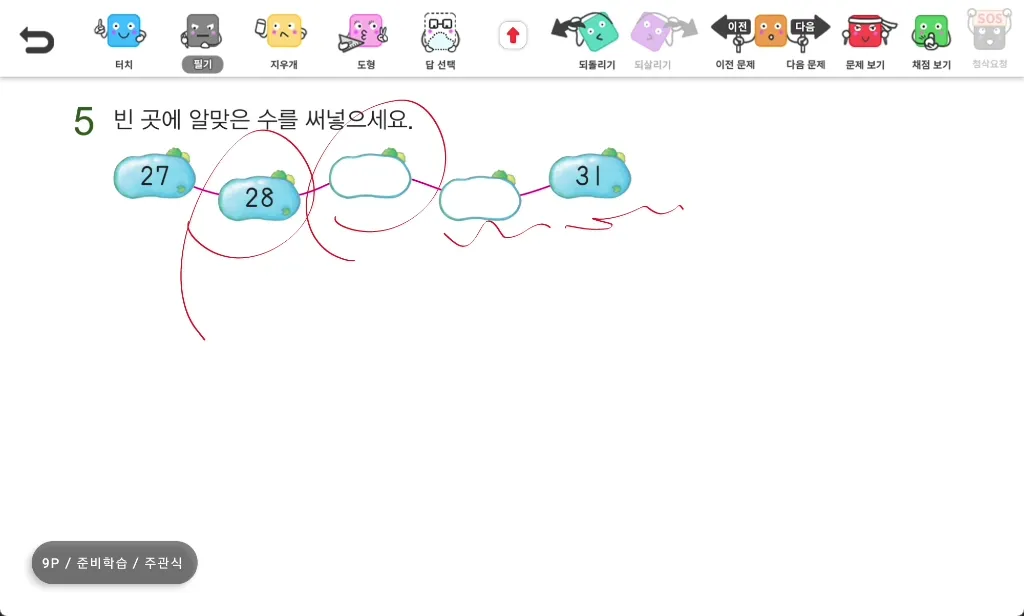 이전 다음 SOS
터치 필기 지우개 도형 답 선택 되돌리기 되살리기 이전 문제 다음 문제 문제 보기 채점 보기 첨삭요청
5 빈 곳에 알맞은 수를 써넣으세요.
27 28 31
9P / 준비학습 / 주관식